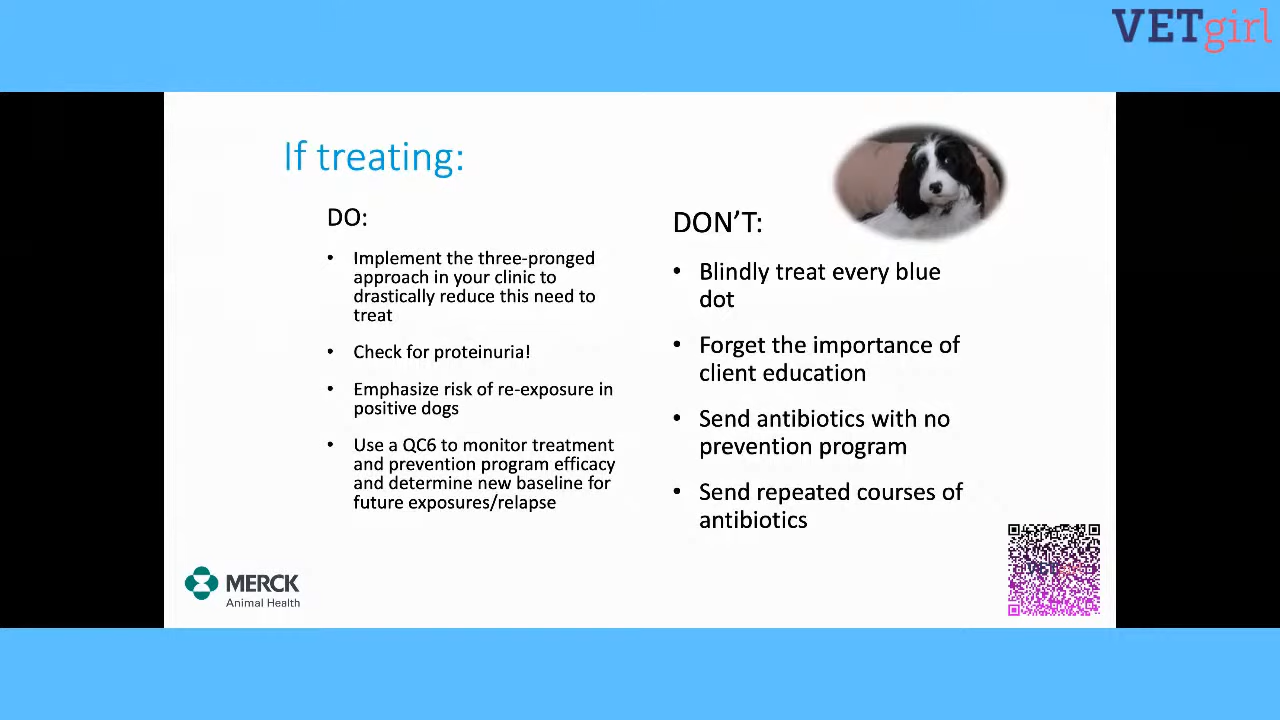 VETgirl
If treating:
DO:
• Implement the three-pronged
approach in your clinic to
drastically reduce this need to
treat
• Check for proteinuria!
• Emphasize risk of re-exposure in
positive dogs
• Use a QC6 to monitor treatment
and prevention program efficacy
and determine new baseline for
future exposures/relapse
DON’T:
• Blindly treat every blue
dot
• Forget the importance of
client education
• Send antibiotics with no
prevention program
• Send repeated courses of
antibiotics
MERCK
Animal Health
VETgirl